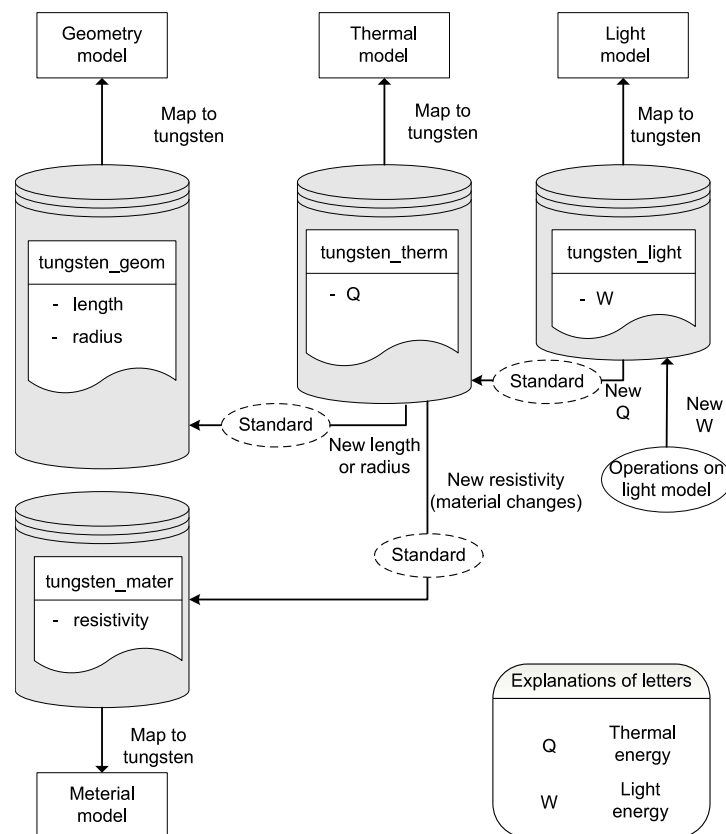 Geometry
model
Thermal
model
Light
model
Map to
tungsten
Map to
tungsten
Map to
tungsten
tungsten_geom
- length
- radius
tungsten_therm
- Q
tungsten_light
- W
Standard
New
Q
New
W
Standard
New length
or radius
Operations on
light model
New resistivity
(material changes)
Standard
tungsten_mater
- resistivity
Map to
tungsten
Meterial
model
Explanations of letters
Q Thermal
energy
W Light
energy